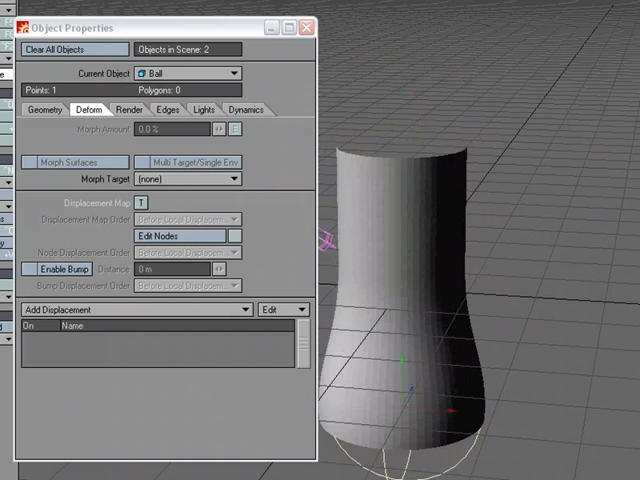 Object Properties
Clear All Objects Objects in Scene: 2
Current Object Ball
Points: 1 Polygons: 0
Geometry Deform Render Edges Lights Dynamics
Morph Amount 0.0 % E
Morph Surfaces Multi Target/Single Env
Morph Target (none)
Displacement Map T
Displacement Map Order Before Local Displacem...
Edit Nodes
Node Displacement Order Before Local Displacem...
Enable Bump Distance 0 m
Bump Displacement Order Before Local Displacem...
Add Displacement Edit
On Name